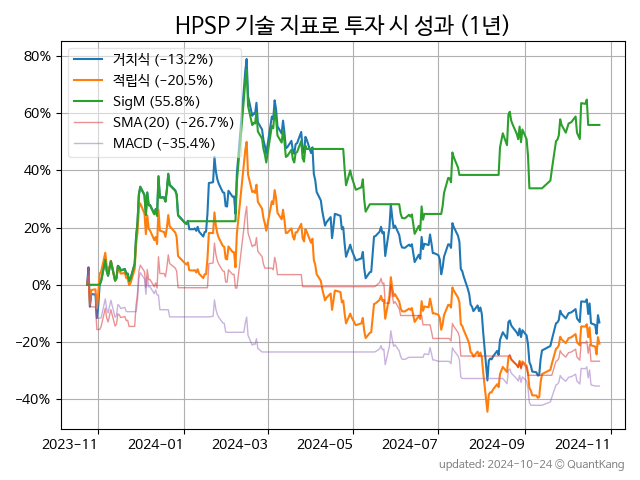 HPSP 기술 지표로 투자 시 성과 (1년)
80%
60%
40%
20%
0%
−20%
−40%
거치식 (−13.2%)
적립식 (−20.5%)
SigM (55.8%)
SMA(20) (−26.7%)
MACD (−35.4%)
2023-11 2024-01 2024-03 2024-05 2024-07 2024-09 2024-11
updated: 2024-10-24 © QuantKang